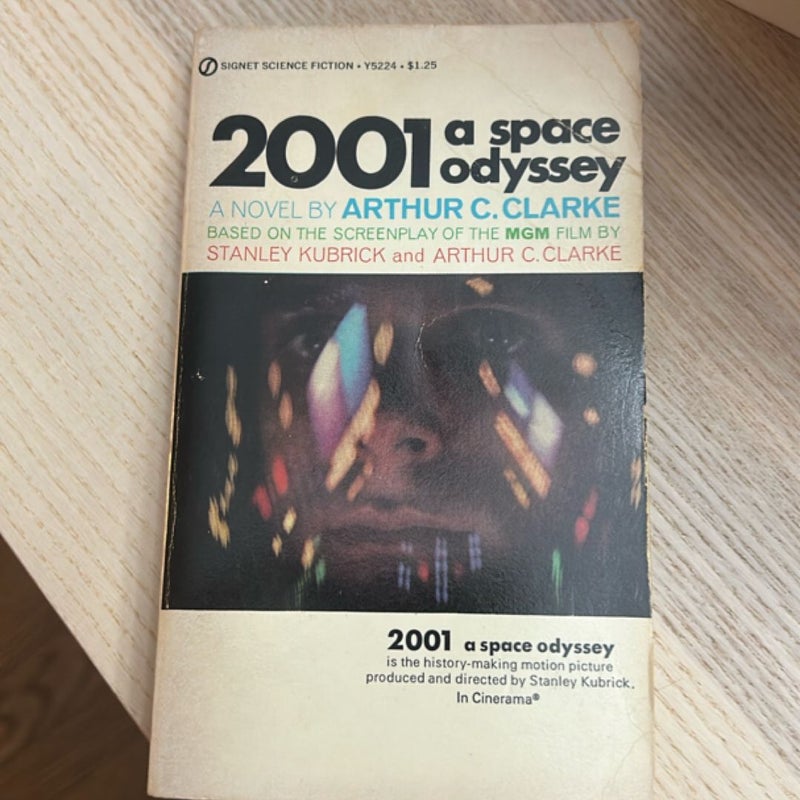 SIGNET SCIENCE FICTION • Y5224 • $1.25
2001 a space odyssey
A NOVEL BY ARTHUR C. CLARKE
BASED ON THE SCREENPLAY OF THE MGM FILM BY
STANLEY KUBRICK and ARTHUR C. CLARKE
2001 a space odyssey
is the history-making motion picture
produced and directed by Stanley Kubrick.
In Cinerama®